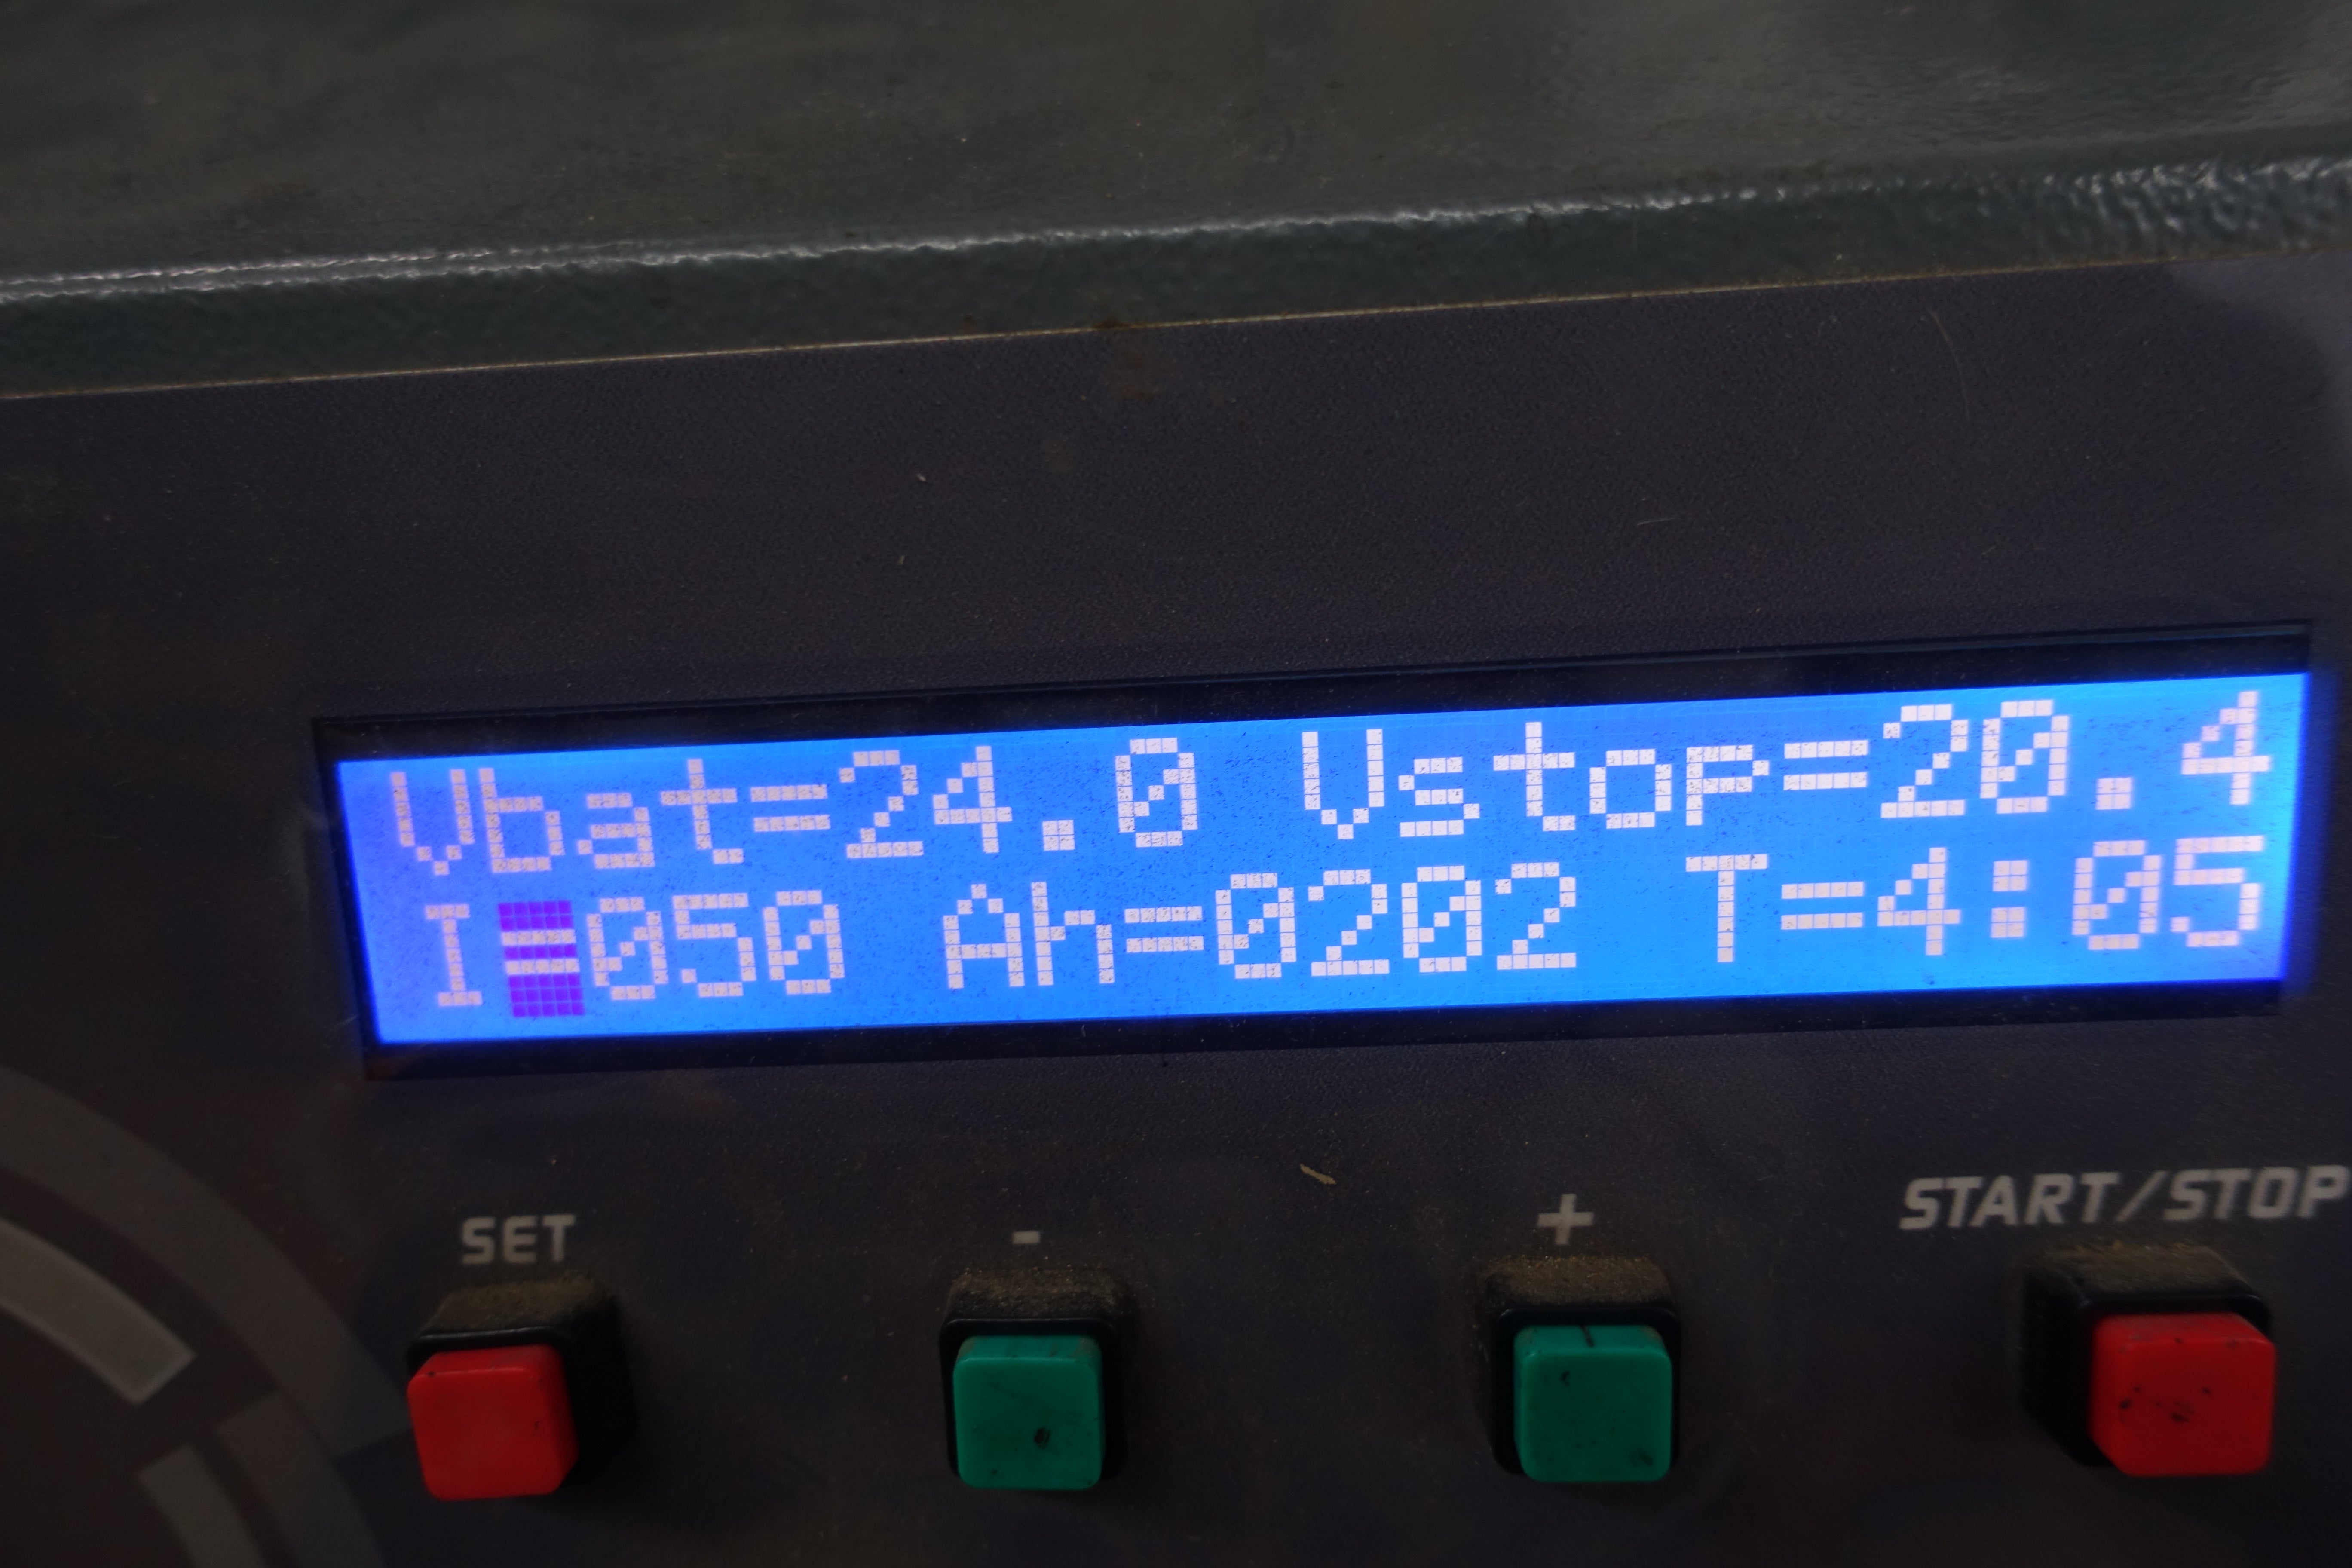 Vbat=24.0 Vstop=20.4
I=050 Ah=0202 T=4:05
SET - + START/STOP